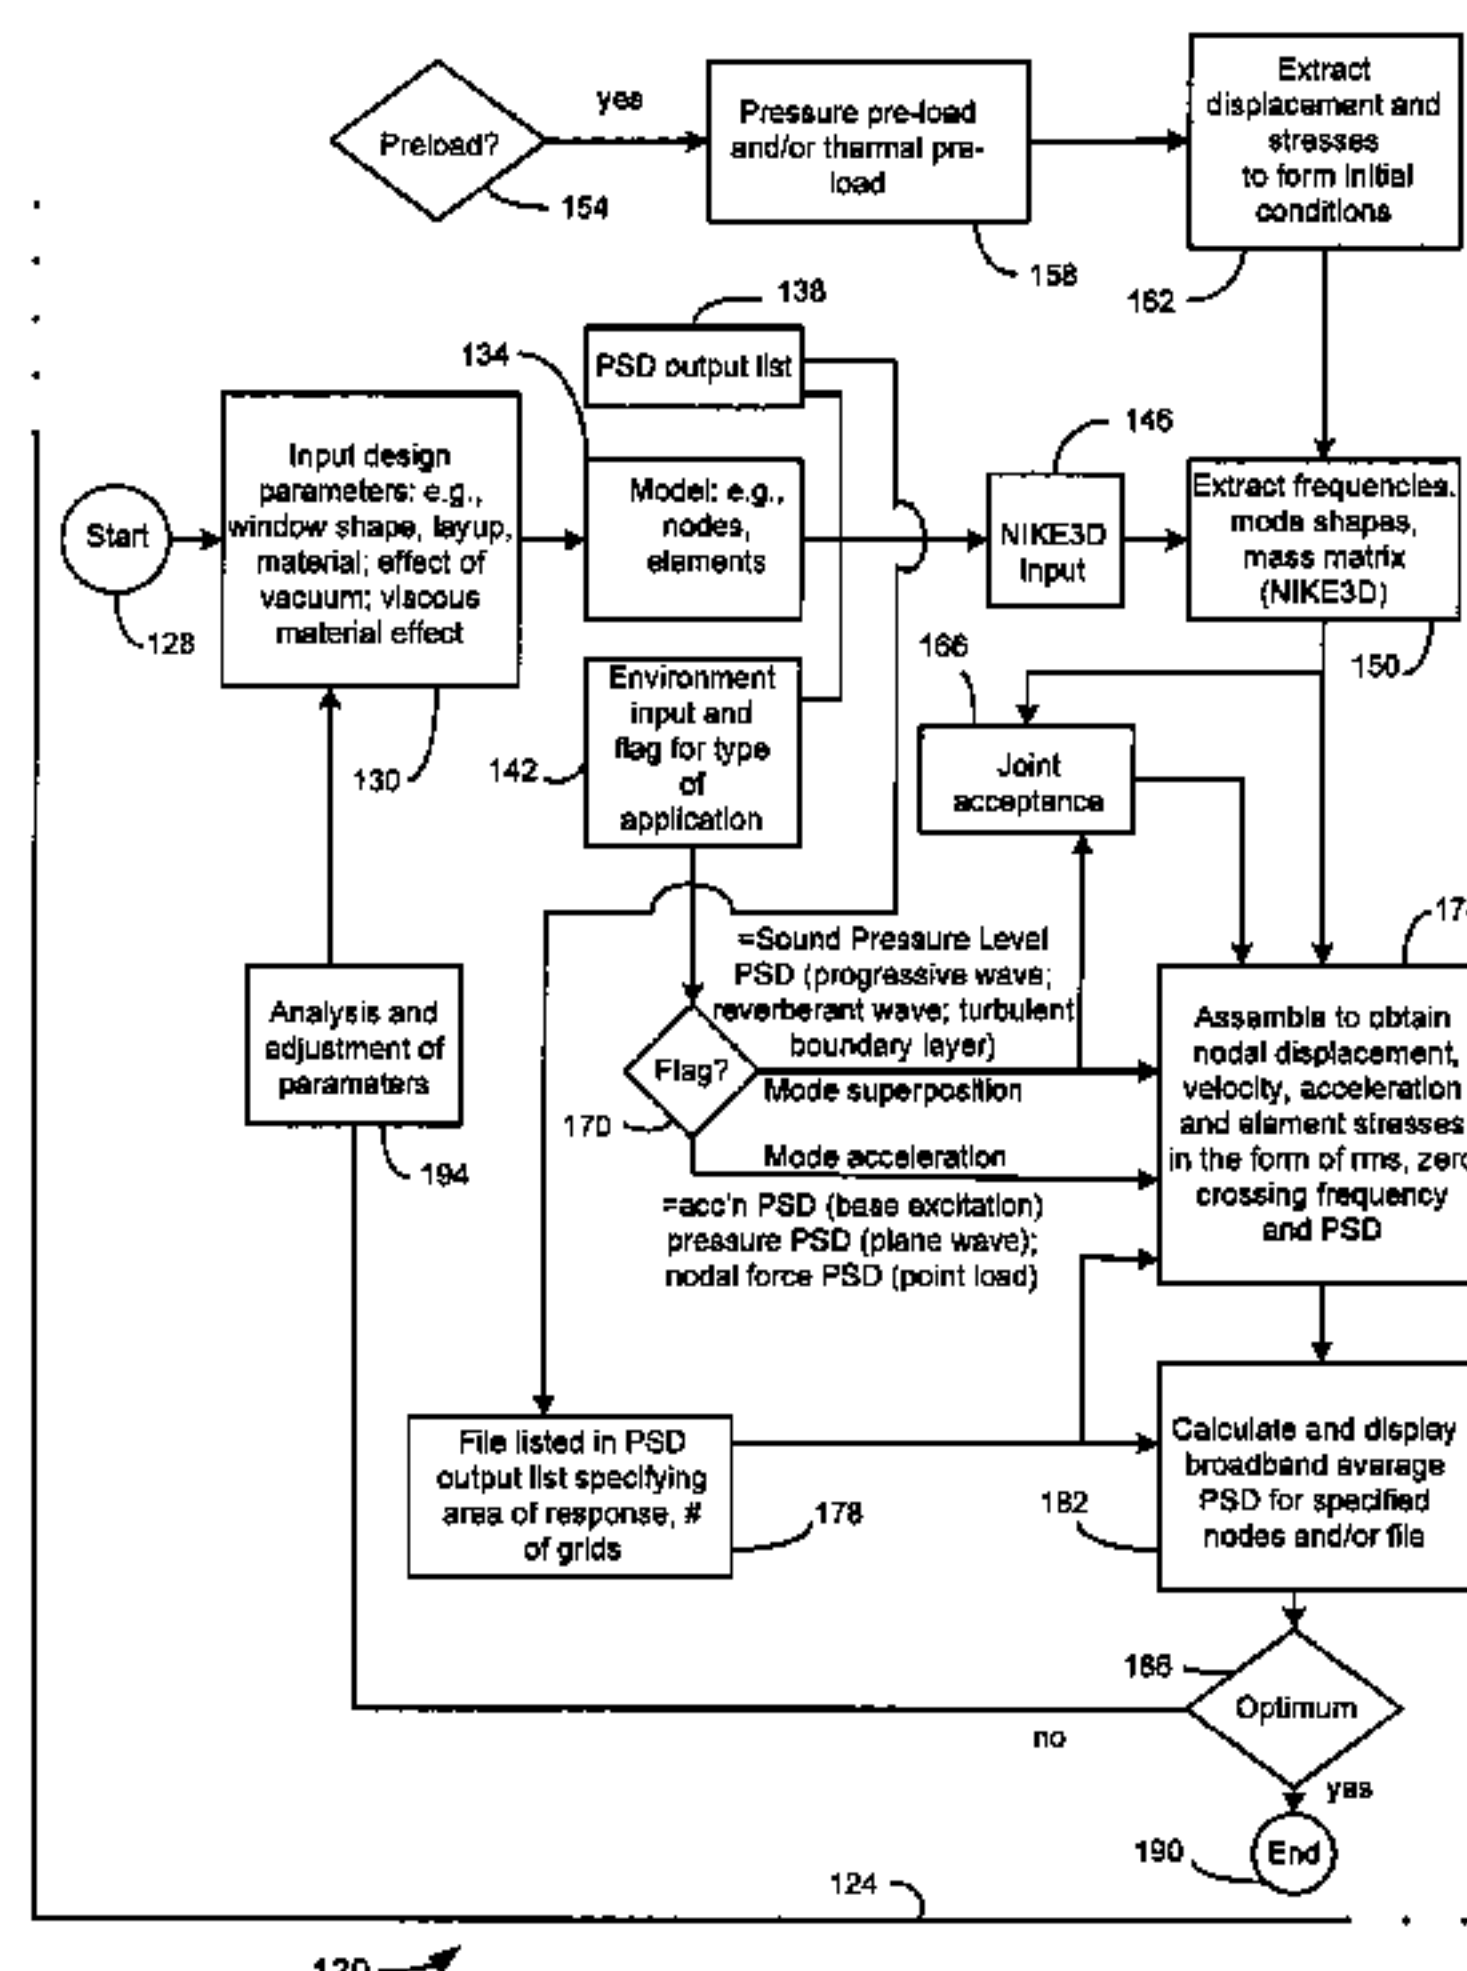 Preload?
yes
154
Pressure pre-load
and/or thermal pre-
load
158
Extract
displacement and
stresses
to form initial
conditions
162
138
PSD output list
134
Input design
parameters: e.g.,
window shape, layup,
material; effect of
vacuum; viscous
material effect
Start
128
130
Model: e.g.,
nodes,
elements
146
NIKE3D
Input
Extract frequencies,
mode shapes,
mass matrix
(NIKE3D)
150
Environment
input and
flag for type
of
application
142
166
Joint
acceptance
=Sound Pressure Level
PSD (progressive wave;
reverberant wave; turbulent
boundary layer)
Flag?
170
Mode superposition
Mode acceleration
=acc'n PSD (base excitation)
pressure PSD (plane wave);
nodal force PSD (point load)
Analysis and
adjustment of
parameters
194
Assemble to obtain
nodal displacement,
velocity, acceleration
and element stresses
in the form of rms, zero
crossing frequency
and PSD
File listed in PSD
output list specifying
area of response, #
of grids
178
Calculate and display
broadband average
PSD for specified
nodes and/or file
182
186
Optimum
no
yes
190
End
124
120